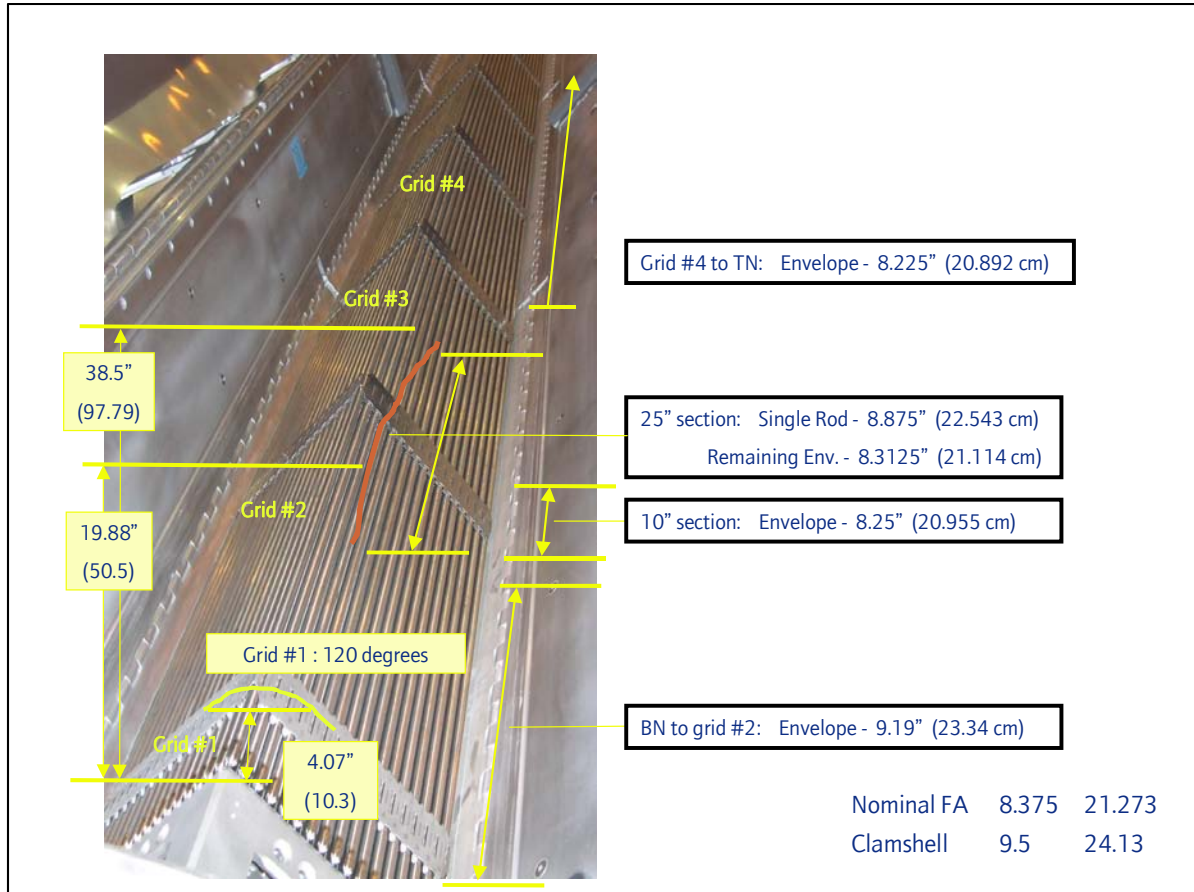 Grid #4
Grid #4 to TN: Envelope - 8.225” (20.892 cm)
Grid #3
38.5”
(97.79)
25” section: Single Rod - 8.875” (22.543 cm)
Remaining Env. - 8.3125” (21.114 cm)
Grid #2
10” section: Envelope - 8.25” (20.955 cm)
19.88”
(50.5)
Grid #1 : 120 degrees
BN to grid #2: Envelope - 9.19” (23.34 cm)
Grid #1
4.07”
(10.3)
Nominal FA 8.375 21.273
Clamshell 9.5 24.13